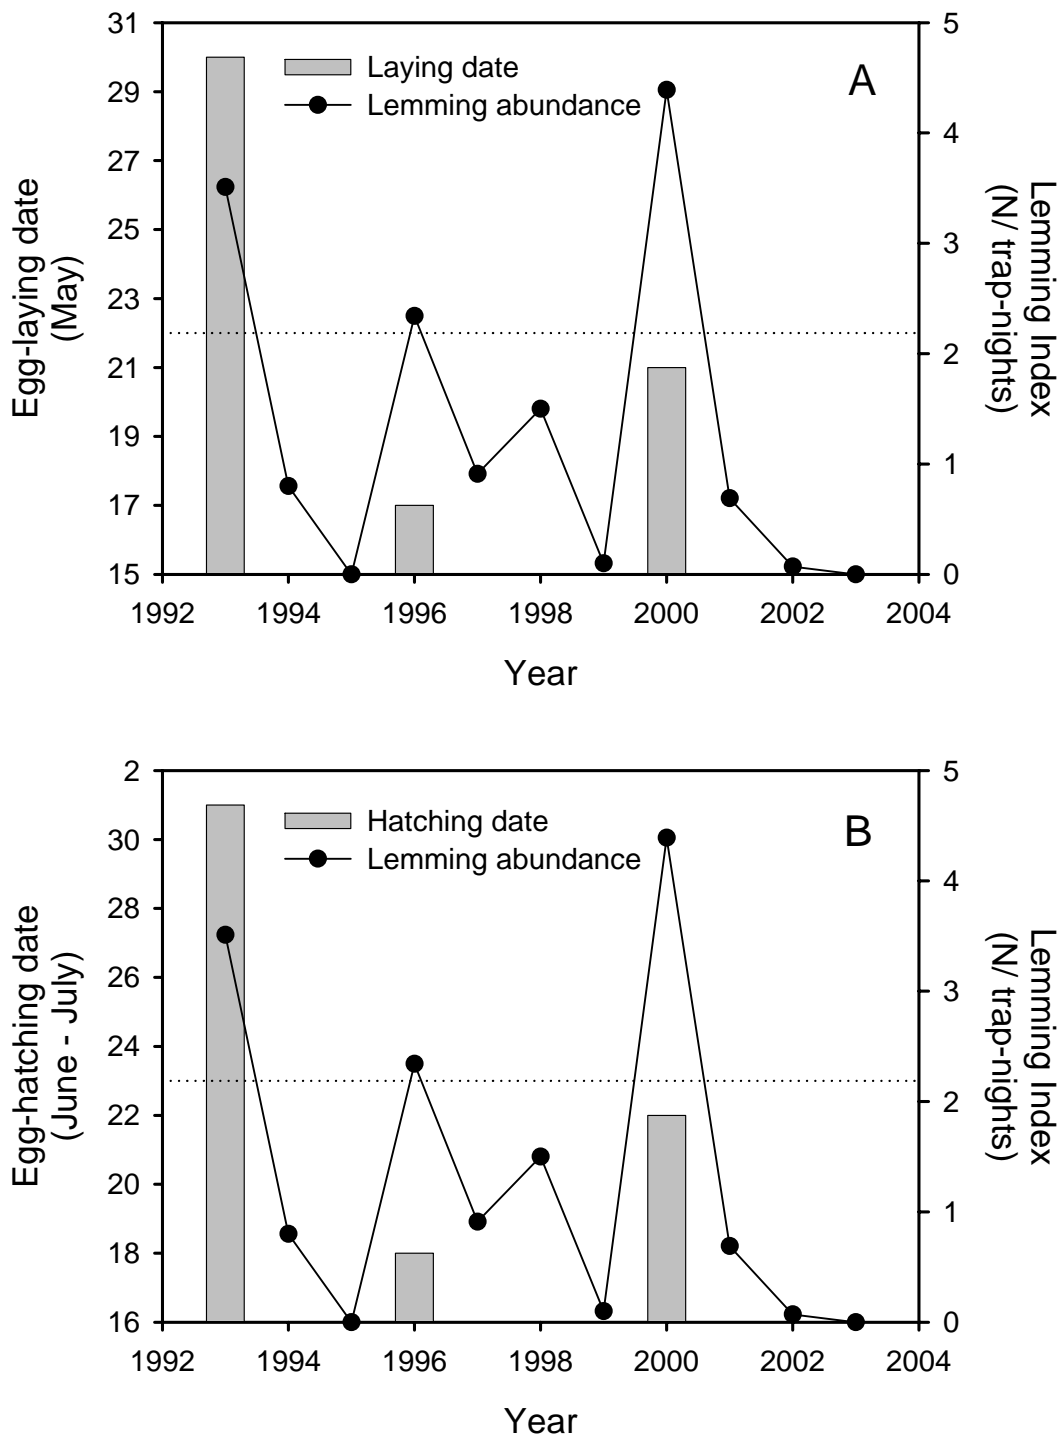 31
29
27
25
23
21
19
17
15
Egg-laying date
(May)
Laying date
Lemming abundance
A
5
4
3
2
1
0
Lemming Index
(N/ trap-nights)
1992 1994 1996 1998 2000 2002 2004
Year
2
30
28
26
24
22
20
18
16
Egg-hatching date
(June - July)
Hatching date
Lemming abundance
B
5
4
3
2
1
0
Lemming Index
(N/ trap-nights)
1992 1994 1996 1998 2000 2002 2004
Year